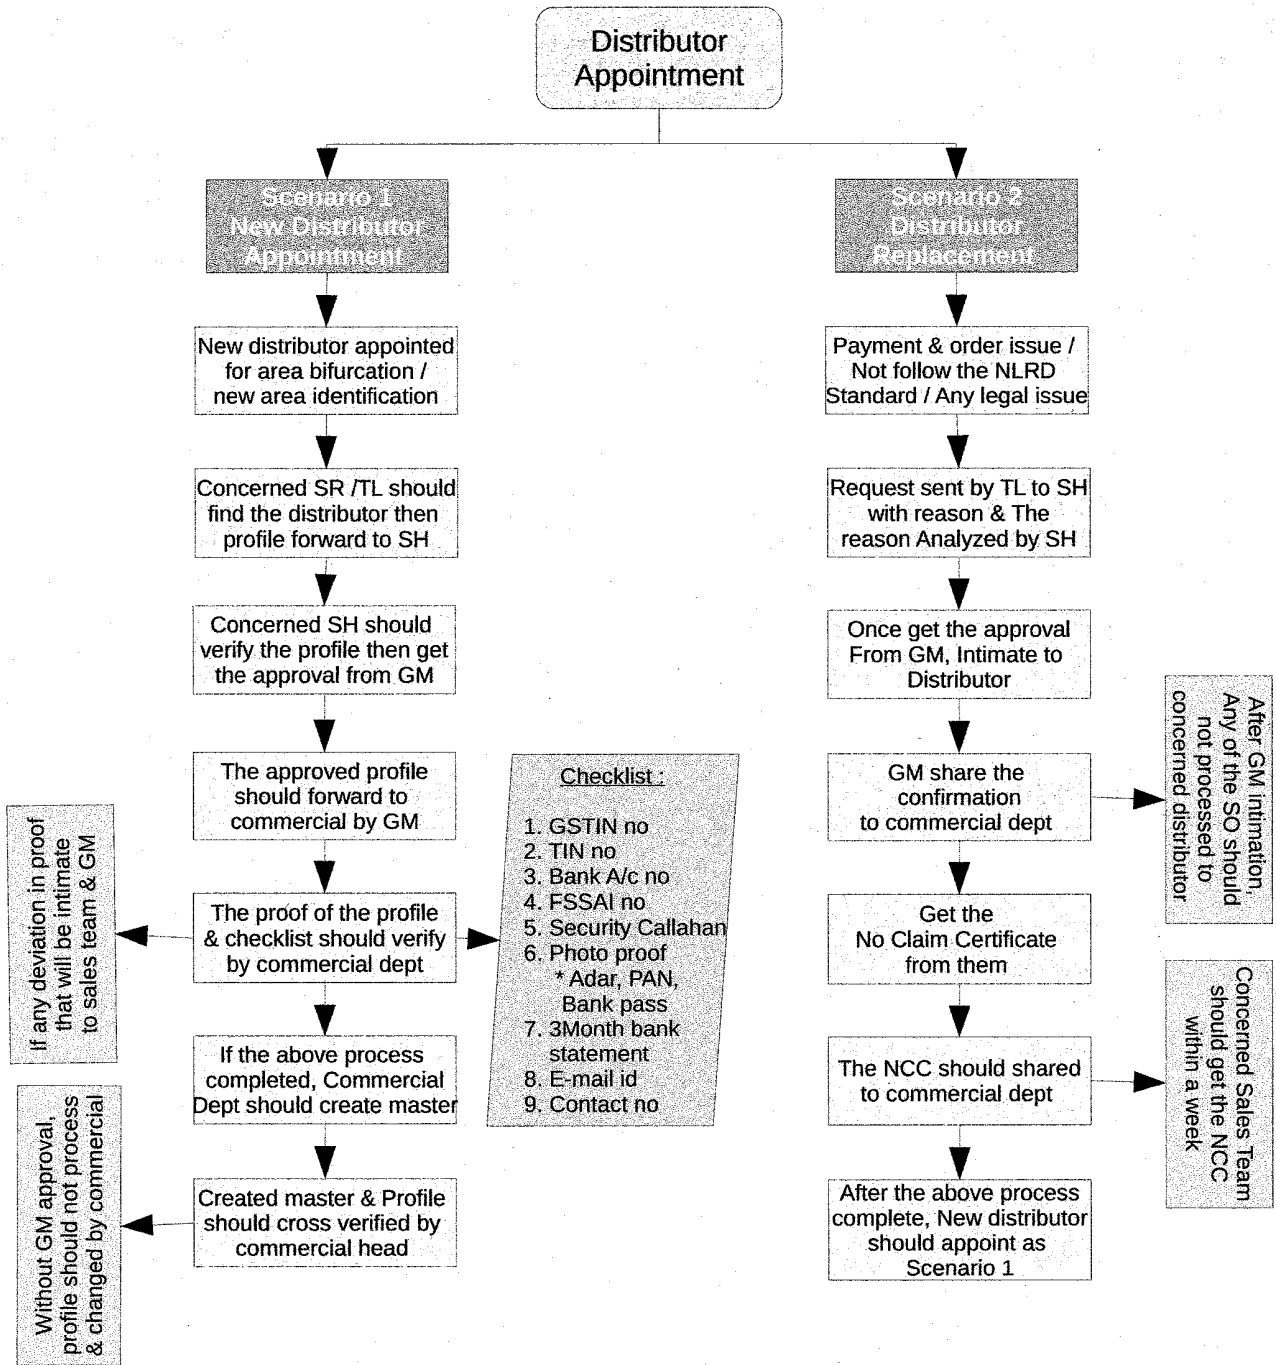 Distributor
Appointment
Scenario 1
New Distributor
Appointment
New distributor appointed
for area bifurcation /
new area identification
Concerned SR /TL should
find the distributor then
profile forward to SH
Concerned SH should
verify the profile then get
the approval from GM
The approved profile
should forward to
commercial by GM
The proof of the profile
& checklist should verify
by commercial dept
If any deviation in proof
that will be intimate
to sales team & GM
Checklist :
1. GSTIN no
2. TIN no
3. Bank A/c no
4. FSSAI no
5. Security Callahan
6. Photo proof
* Adar, PAN,
Bank pass
7. 3Month bank
statement
8. E-mail id
9. Contact no
If the above process
completed, Commercial
Dept should create master
Created master & Profile
should cross verified by
commercial head
Without GM approval,
profile should not process
& changed by commercial
Scenario 2
Distributor
Replacement
Payment & order issue /
Not follow the NLRD
Standard / Any legal issue
Request sent by TL to SH
with reason & The
reason Analyzed by SH
Once get the approval
From GM, Intimate to
Distributor
GM share the
confirmation
to commercial dept
After GM intimation,
Any of the SO should
not processed to
concerned distributor
Get the
No Claim Certificate
from them
The NCC should shared
to commercial dept
Concerned Sales Team
should get the NCC
within a week
After the above process
complete, New distributor
should appoint as
Scenario 1